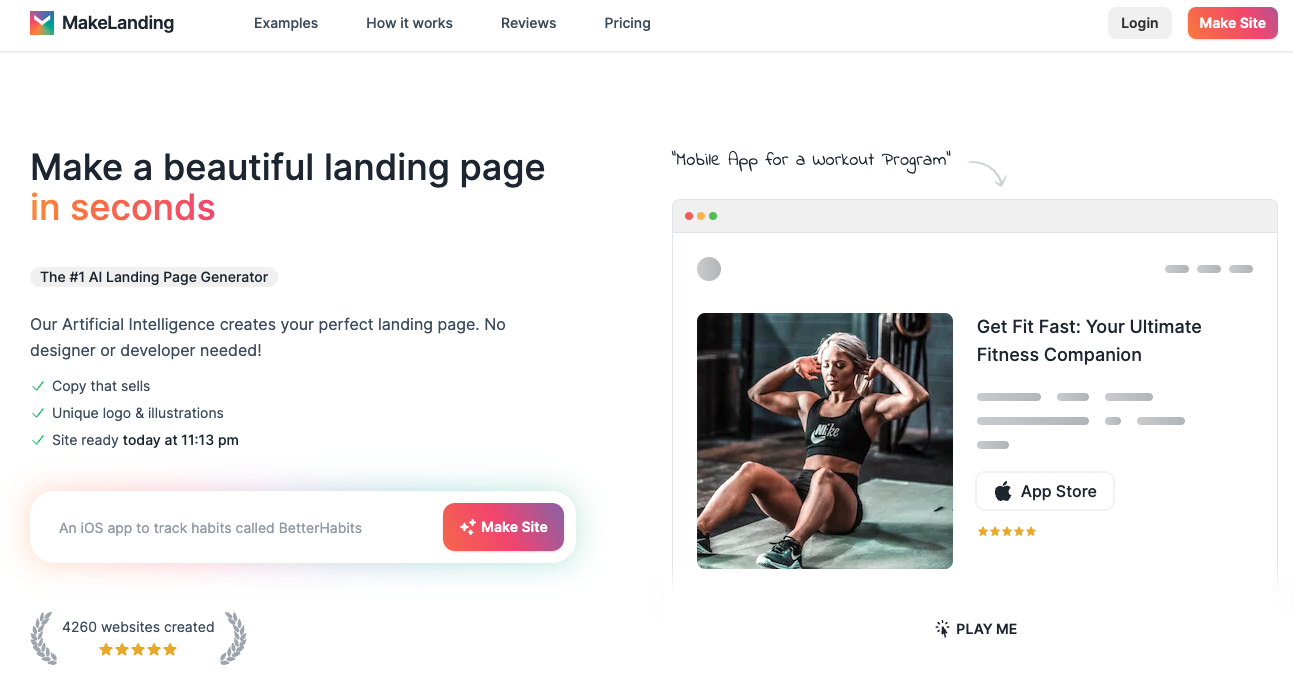 MakeLanding
Examples
How it works
Reviews
Pricing
Login
Make Site
Make a beautiful landing page
in seconds
The #1 AI Landing Page Generator
Our Artificial Intelligence creates your perfect landing page. No
designer or developer needed!
Copy that sells
Unique logo & illustrations
Site ready today at 11:13 pm
An iOS app to track habits called BetterHabits
Make Site
4260 websites created
"Mobile App for a Workout Program"
Get Fit Fast: Your Ultimate
Fitness Companion
Nike
App Store
PLAY ME